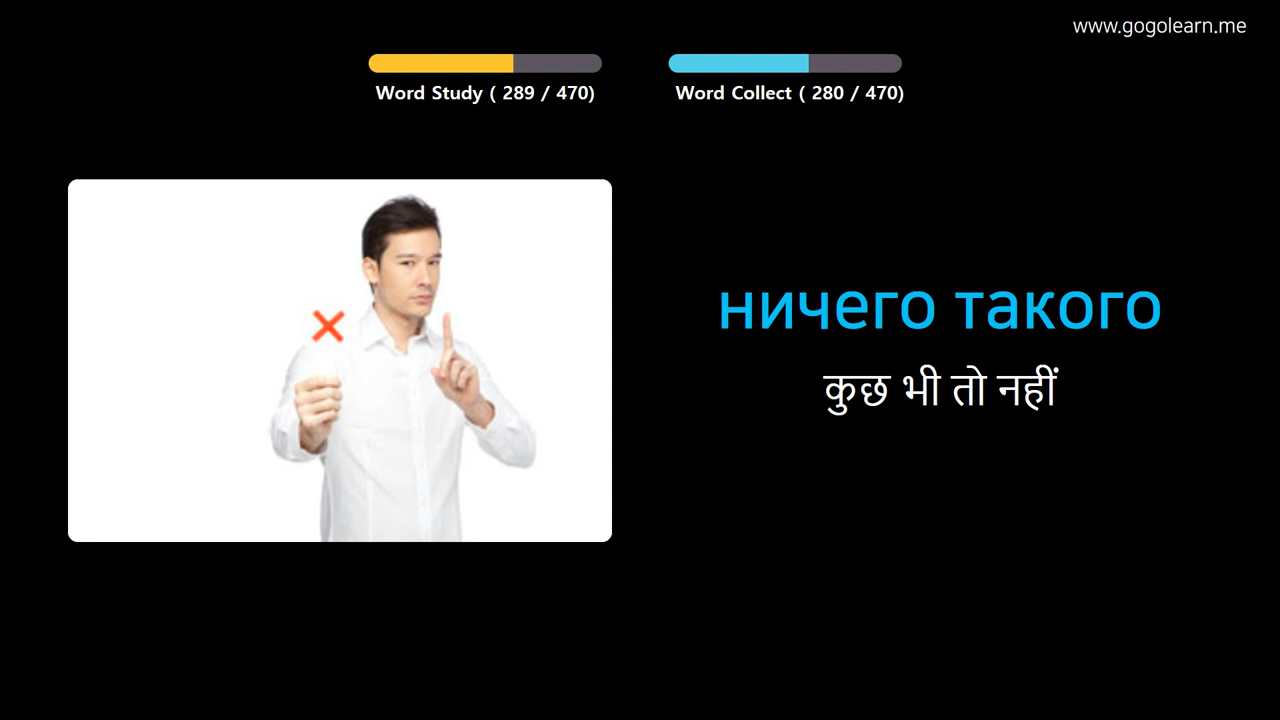 www.gogolearn.me
Word Study ( 289 / 470)
Word Collect ( 280 / 470)
ничего такого
कुछ भी तो नहीं